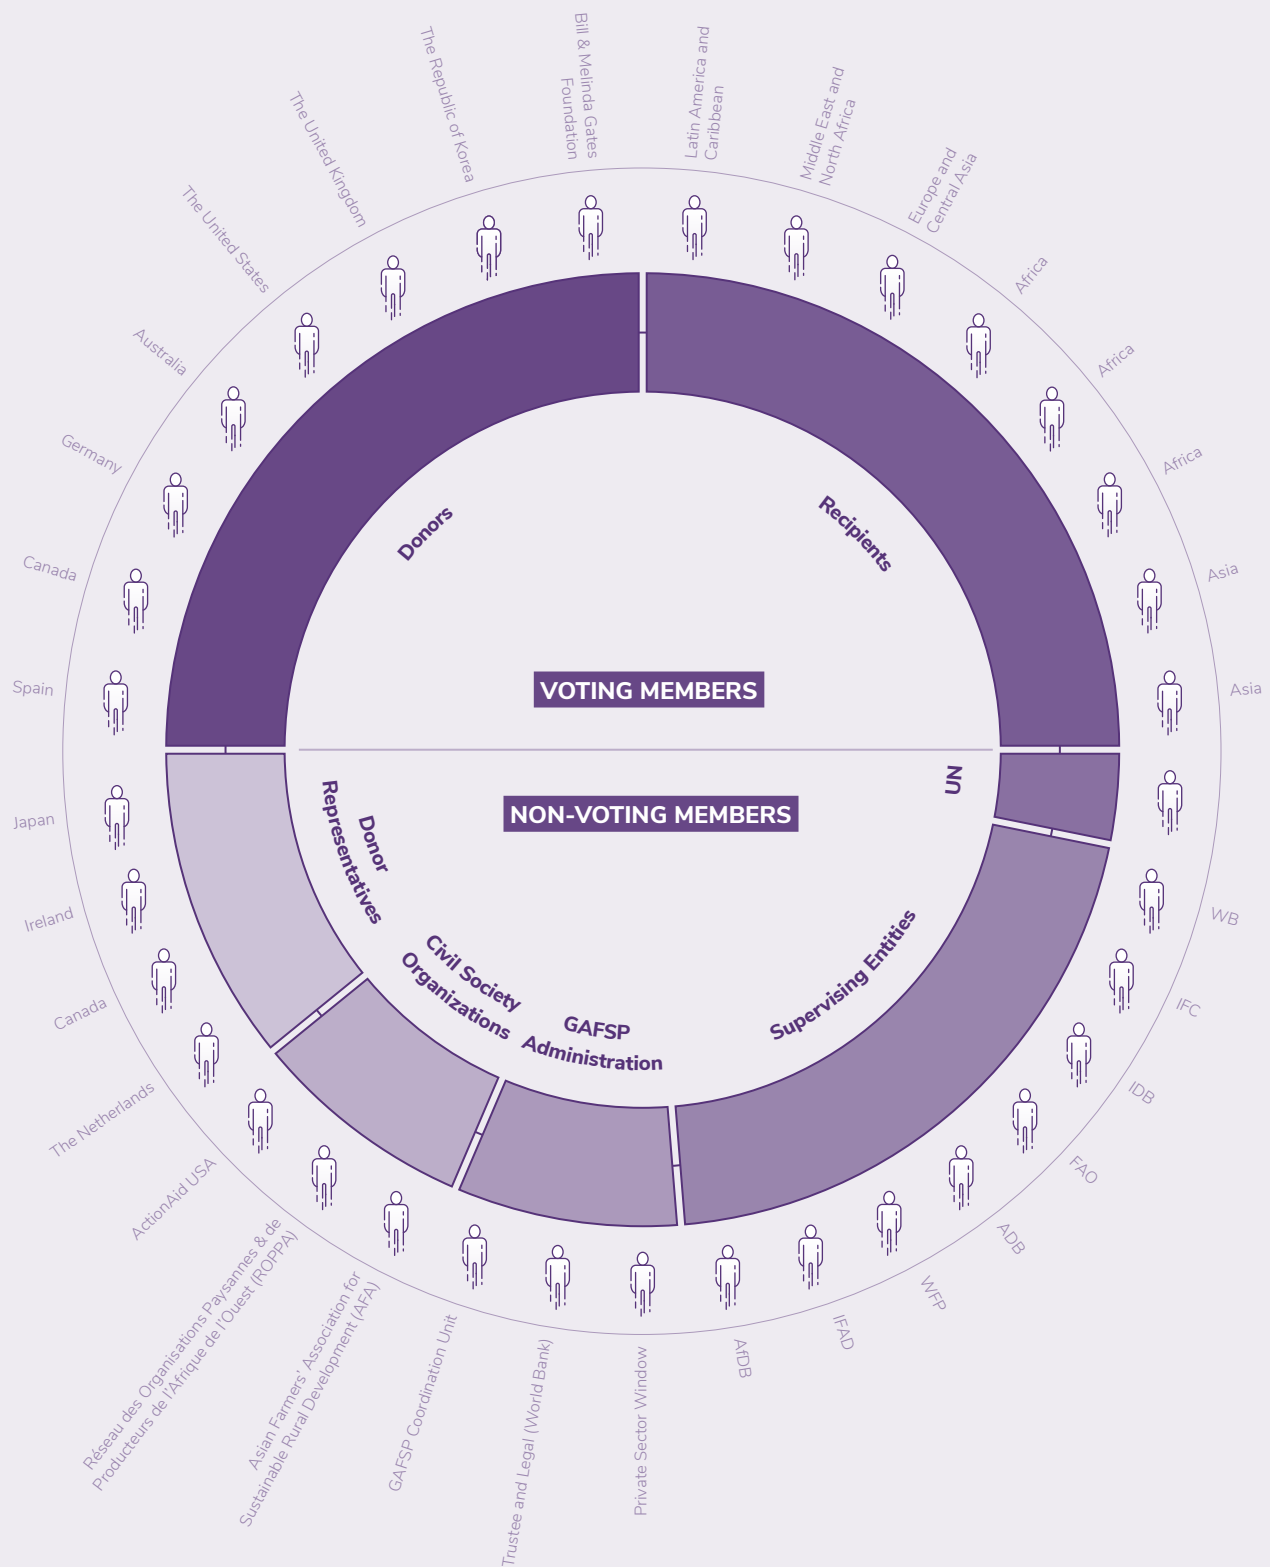 Bill & Melinda Gates
Foundation
The Republic of Korea
The United Kingdom
The United States
Australia
Germany
Canada
Spain
Latin America and
Caribbean
Middle East and
North Africa
Europe and
Central Asia
Africa
Africa
Africa
Asia
Asia
Donors
Recipients
VOTING MEMBERS
NON-VOTING MEMBERS
UN
Donor
Representatives
Civil Society
Organizations
GAFSP
Administration
Supervising Entities
Japan
Ireland
Canada
The Netherlands
ActionAid USA
Réseau des Organisations Paysannes & de
Producteurs de l'Afrique de l'Ouest (ROPPA)
Asian Farmers' Association for
Sustainable Rural Development (AFA)
GAFSP Coordination Unit
Trustee and Legal (World Bank)
Private Sector Window
AfDB
IFAD
WFP
ADB
FAO
IDB
IFC
WB